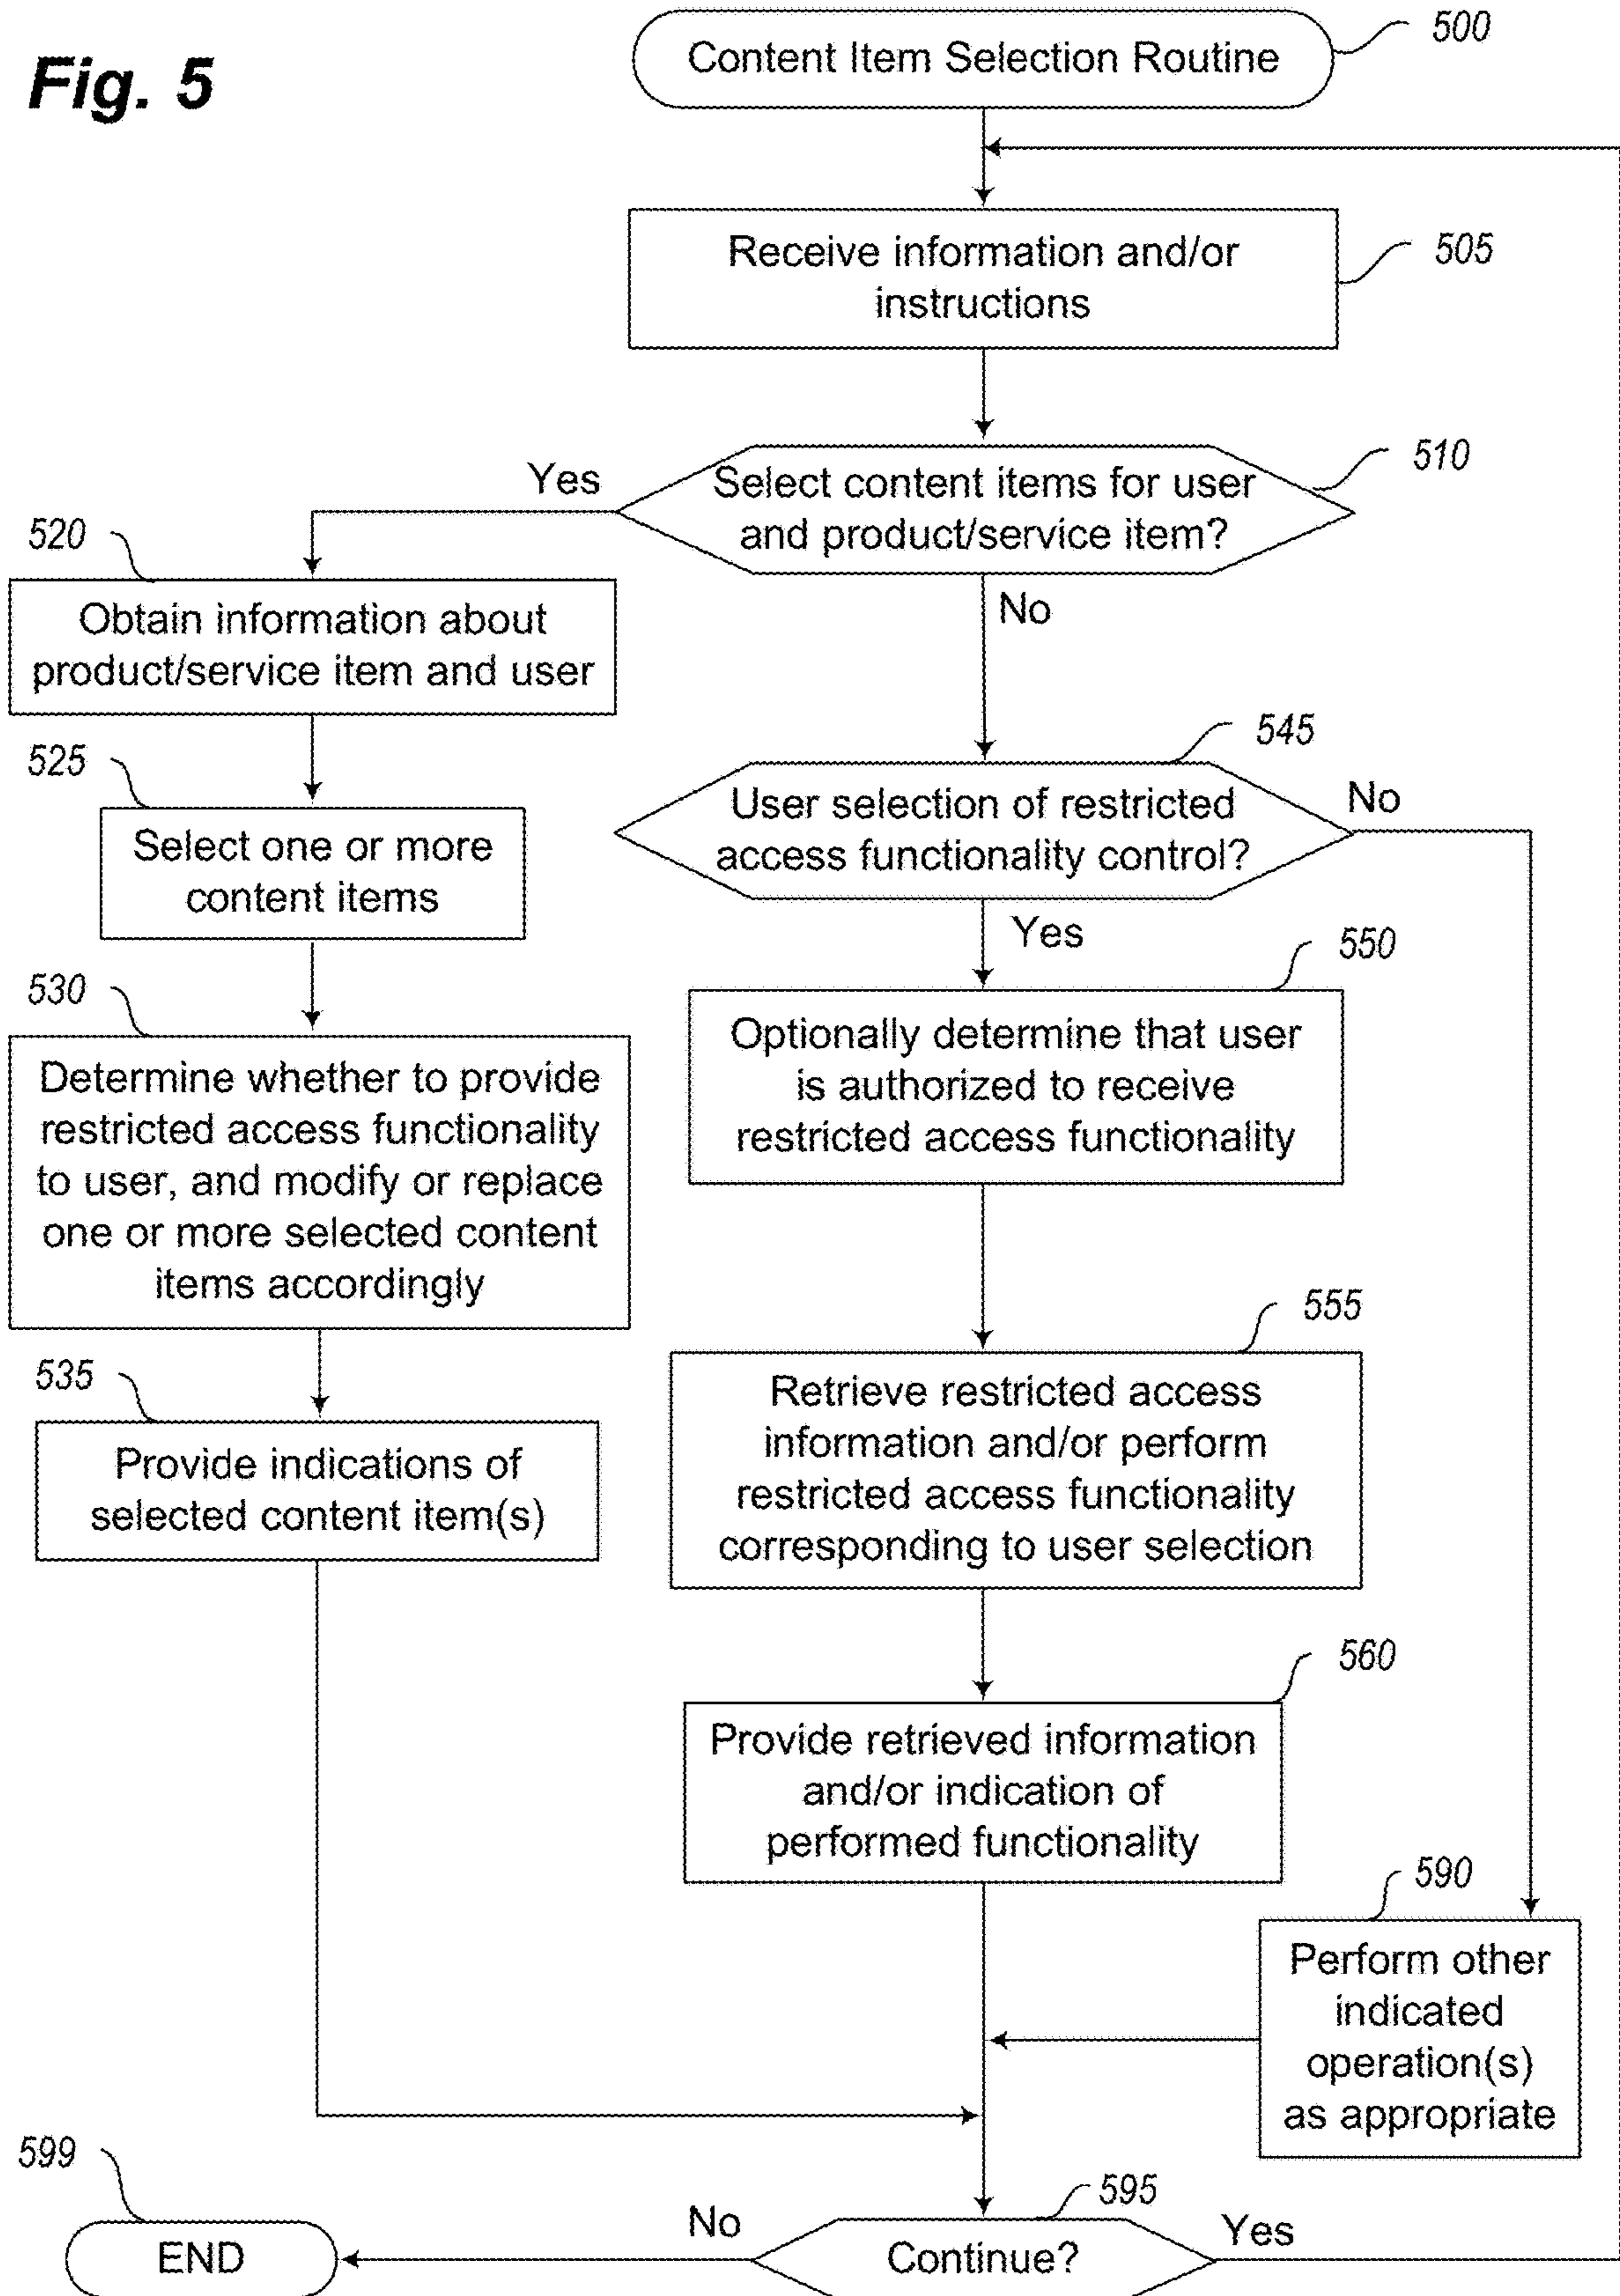 Fig. 5
Content Item Selection Routine
500
Receive information and/or
instructions
505
Select content items for user
and product/service item?
510
Yes
No
520
Obtain information about
product/service item and user
525
Select one or more
content items
530
Determine whether to provide
restricted access functionality
to user, and modify or replace
one or more selected content
items accordingly
535
Provide indications of
selected content item(s)
545
User selection of restricted
access functionality control?
No
Yes
550
Optionally determine that user
is authorized to receive
restricted access functionality
555
Retrieve restricted access
information and/or perform
restricted access functionality
corresponding to user selection
560
Provide retrieved information
and/or indication of
performed functionality
590
Perform other
indicated
operation(s)
as appropriate
595
Continue?
No
Yes
599
END